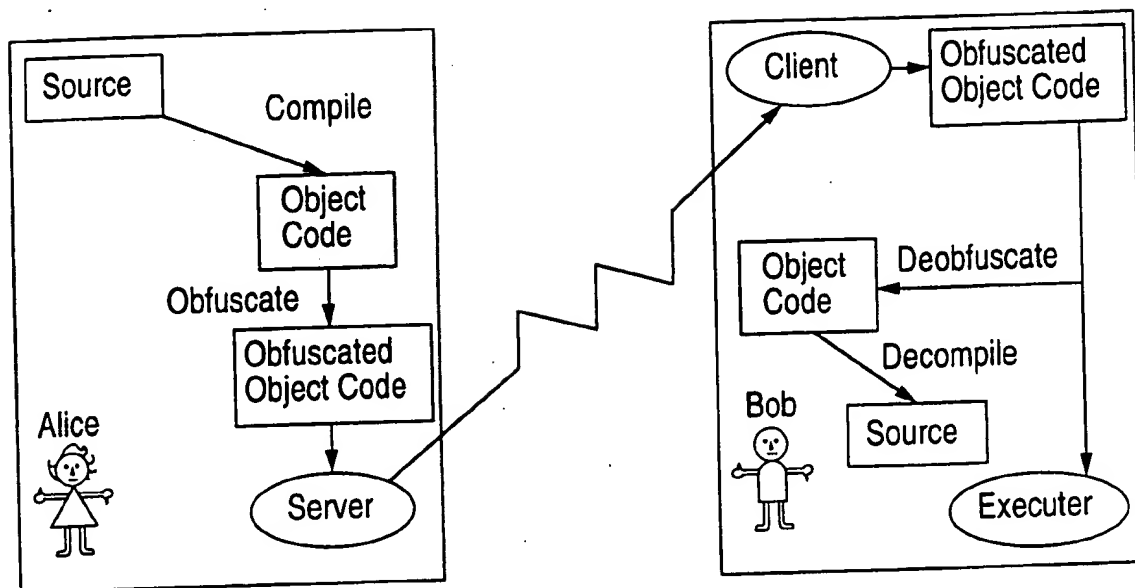 Source
Compile
Object
Code
Obfuscate
Obfuscated
Object Code
Alice
Server
Client
Obfuscated
Object Code
Object
Code
Deobfuscate
Decompile
Bob
Source
Executer